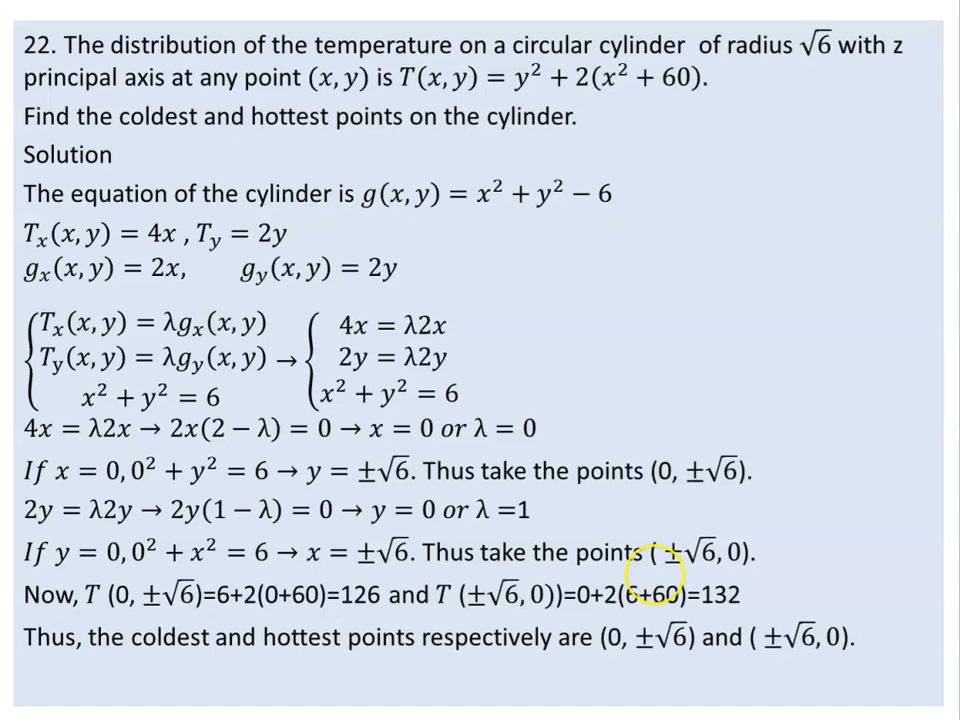 22. The distribution of the temperature on a circular cylinder of radius √6 with z
principal axis at any point (x, y) is T(x, y) = y² + 2(x² + 60).
Find the coldest and hottest points on the cylinder.
Solution
The equation of the cylinder is g(x, y) = x² + y² − 6
Tₓ(x, y) = 4x , T_y = 2y
gₓ(x, y) = 2x, g_y(x, y) = 2y
{Tₓ(x, y) = λgₓ(x, y) { 4x = λ2x
T_y(x, y) = λg_y(x, y) → 2y = λ2y
x² + y² = 6 x² + y² = 6
4x = λ2x → 2x(2 − λ) = 0 → x = 0 or λ = 0
If x = 0, 0² + y² = 6 → y = ±√6. Thus take the points (0, ±√6).
2y = λ2y → 2y(1 − λ) = 0 → y = 0 or λ =1
If y = 0, 0² + x² = 6 → x = ±√6. Thus take the points ( ±√6, 0).
Now, T (0, ±√6)=6+2(0+60)=126 and T (±√6, 0))=0+2(6+60)=132
Thus, the coldest and hottest points respectively are (0, ±√6) and ( ±√6, 0).